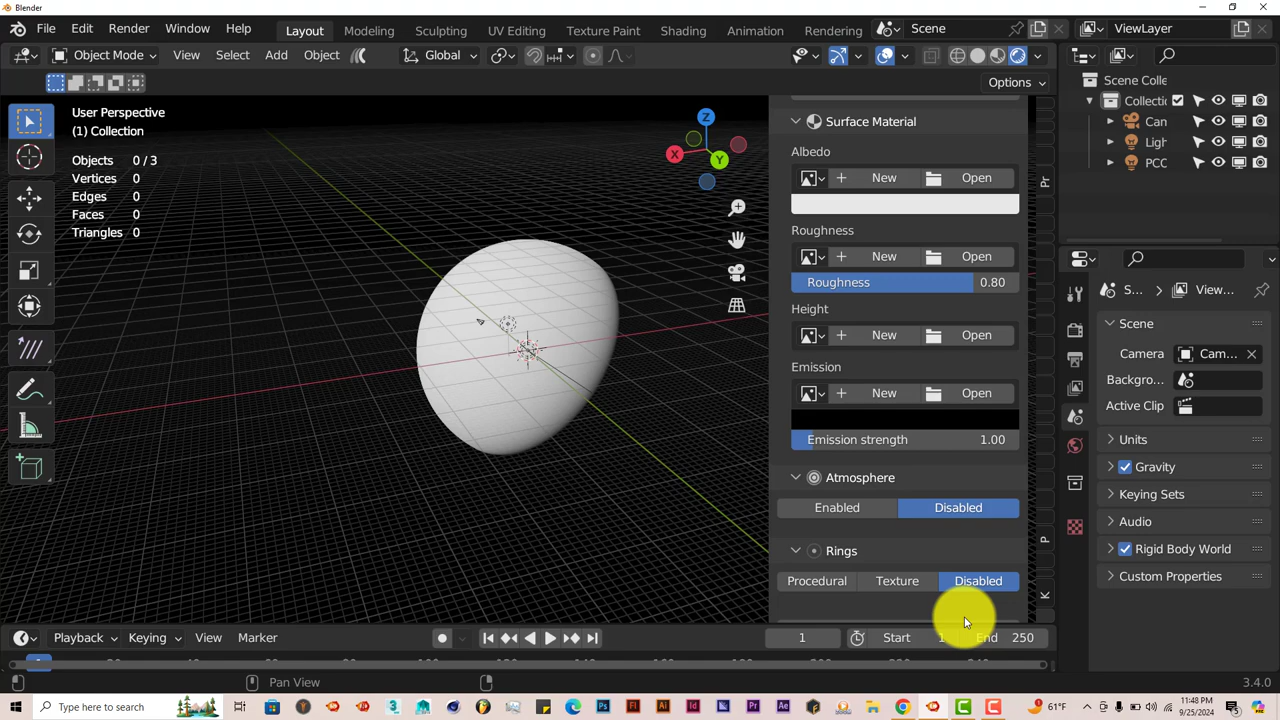 Blender
File Edit Render Window Help
Layout Modeling Sculpting UV Editing Texture Paint Shading Animation Rendering
Scene
ViewLayer
Object Mode View Select Add Object Global
Options
User Perspective
(1) Collection
Objects 0 / 3
Vertices 0
Edges 0
Faces 0
Triangles 0
Z
X
Y
Surface Material
Albedo
New Open
Roughness
New Open
Roughness 0.80
Height
New Open
Emission
New Open
Emission strength 1.00
Atmosphere
Enabled Disabled
Rings
Procedural Texture Disabled
Pr
P
K
Scene Colle
Collecti
Can
Ligh
PCC
S... View...
Scene
Camera Cam...
Backgro...
Active Clip
Units
Gravity
Keying Sets
Audio
Rigid Body World
Custom Properties
Playback Keying View Marker
1 Start 1 End 250
Pan View
3.4.0
Type here to search
61°F
11:48 PM
9/25/2024